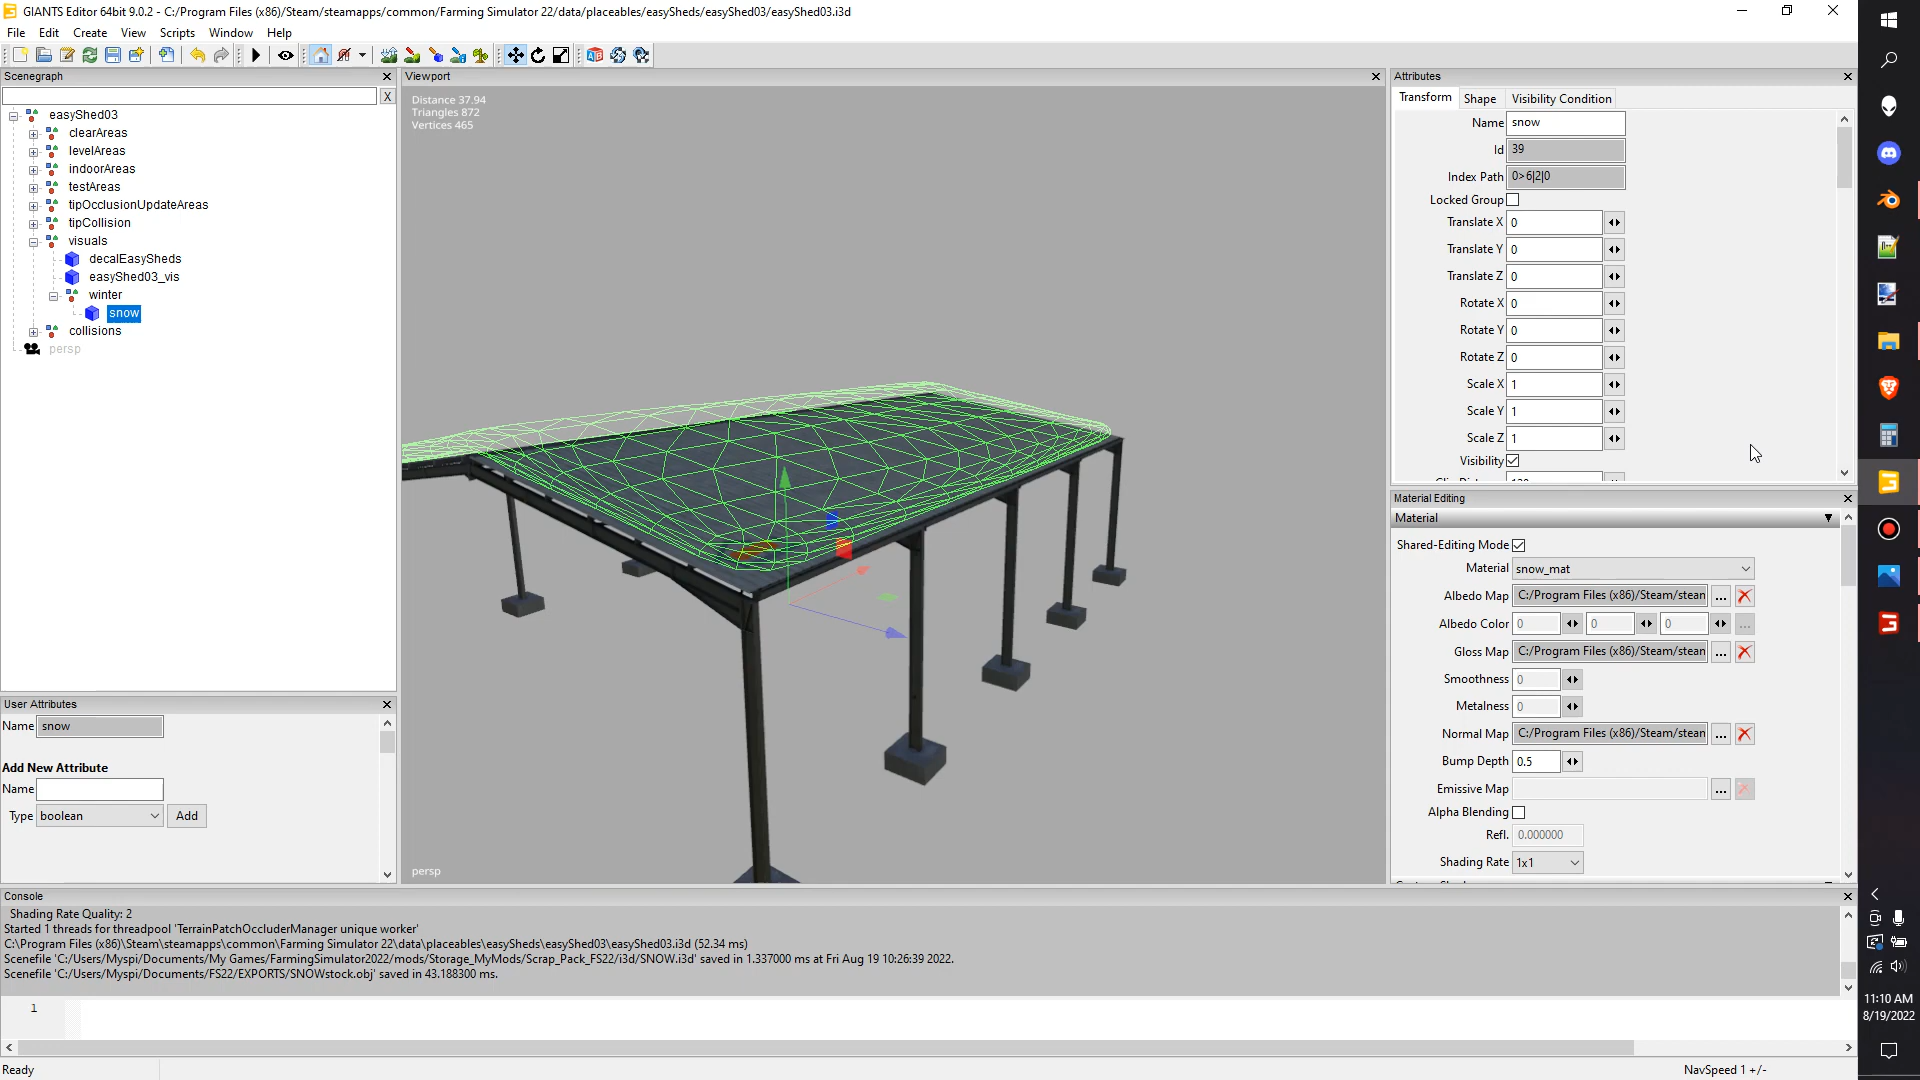 GIANTS Editor 64bit 9.0.2 - C:/Program Files (x86)/Steam/steamapps/common/Farming Simulator 22/data/placeables/easySheds/easyShed03/easyShed03.i3d
File Edit Create View Scripts Window Help
Scenegraph
X
easyShed03
clearAreas
levelAreas
indoorAreas
testAreas
tipOcclusionUpdateAreas
tipCollision
visuals
decalEasySheds
easyShed03_vis
winter
snow
collisions
persp
User Attributes
Name snow
Add New Attribute
Name
Type boolean Add
Viewport
Distance 37.94
Triangles 872
Vertices 465
persp
Attributes
Transform Shape Visibility Condition
Name snow
Id 39
Index Path 0>6|2|0
Locked Group
Translate X 0
Translate Y 0
Translate Z 0
Rotate X 0
Rotate Y 0
Rotate Z 0
Scale X 1
Scale Y 1
Scale Z 1
Visibility
Material Editing
Material
Shared-Editing Mode
Material snow_mat
Albedo Map C:/Program Files (x86)/Steam/stean ...
Albedo Color 0 0 0 ...
Gloss Map C:/Program Files (x86)/Steam/stean ...
Smoothness 0
Metalness 0
Normal Map C:/Program Files (x86)/Steam/stean ...
Bump Depth 0.5
Emissive Map ...
Alpha Blending
Refl. 0.000000
Shading Rate 1x1
Console
Shading Rate Quality: 2
Started 1 threads for threadpool 'TerrainPatchOccluderManager unique worker'
C:\Program Files (x86)\Steam\steamapps\common\Farming Simulator 22\data\placeables\easySheds\easyShed03\easyShed03.i3d (52.34 ms)
Scenefile 'C:/Users/Myspi/Documents/My Games/FarmingSimulator2022/mods/Storage_MyMods/Scrap_Pack_FS22/i3d/SNOW.i3d' saved in 1.337000 ms at Fri Aug 19 10:26:39 2022.
Scenefile 'C:/Users/Myspi/Documents/FS22/EXPORTS/SNOWstock.obj' saved in 43.188300 ms.
1
Ready
NavSpeed 1 +/-
11:10 AM
8/19/2022